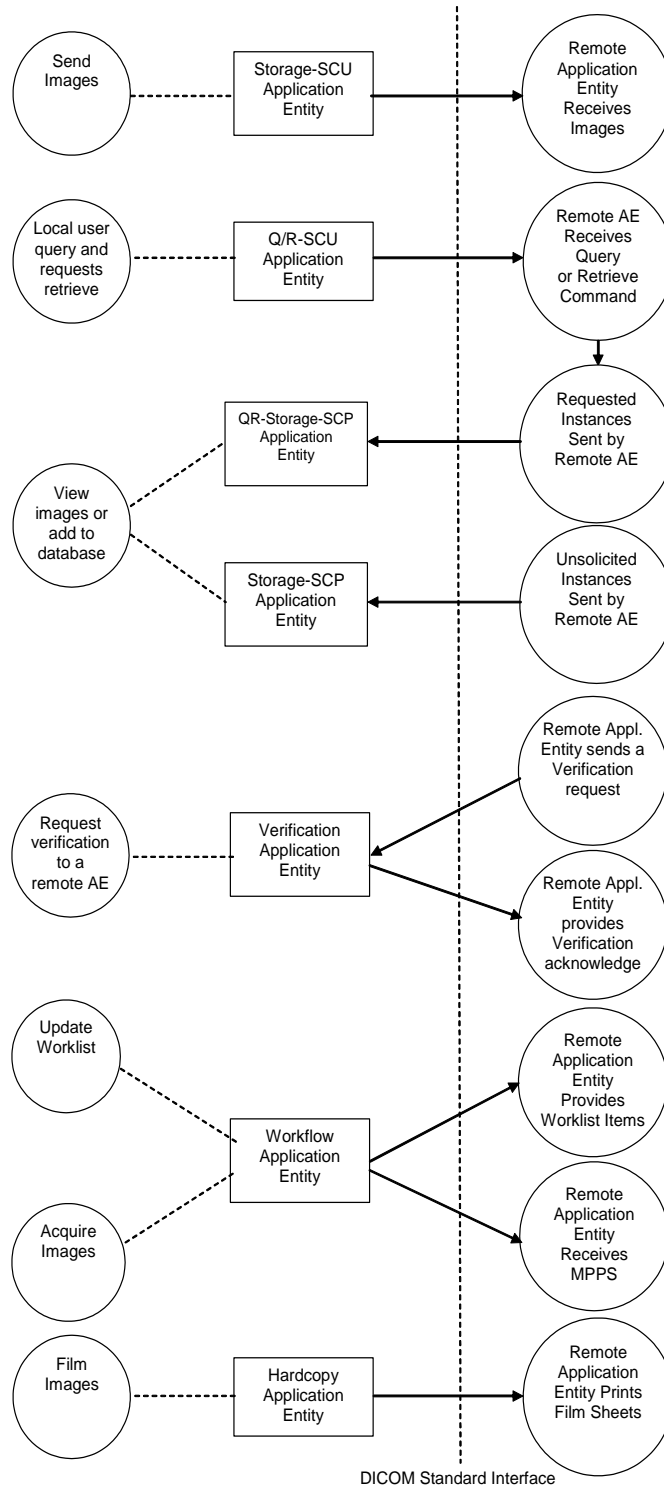 Send
Images
Storage-SCU
Application
Entity
Remote
Application
Entity
Receives
Images
Local user
query and
requests
retrieve
Q/R-SCU
Application
Entity
Remote AE
Receives
Query
or Retrieve
Command
QR-Storage-SCP
Application
Entity
Requested
Instances
Sent by
Remote AE
View
images or
add to
database
Storage-SCP
Application
Entity
Unsolicited
Instances
Sent by
Remote AE
Remote Appl.
Entity sends a
Verification
request
Request
verification
to a
remote AE
Verification
Application
Entity
Remote Appl.
Entity
provides
Verification
acknowledge
Update
Worklist
Remote
Application
Entity
Provides
Worklist Items
Workflow
Application
Entity
Acquire
Images
Remote
Application
Entity
Receives
MPPS
Film
Images
Hardcopy
Application
Entity
Remote
Application
Entity Prints
Film Sheets
DICOM Standard Interface